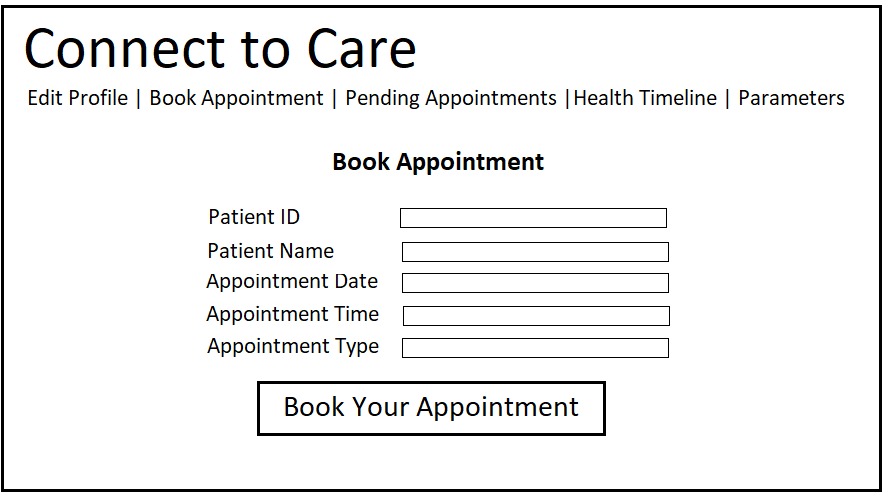 Connect to Care
Edit Profile | Book Appointment | Pending Appointments |Health Timeline | Parameters
Book Appointment
Patient ID
Patient Name
Appointment Date
Appointment Time
Appointment Type
Book Your Appointment